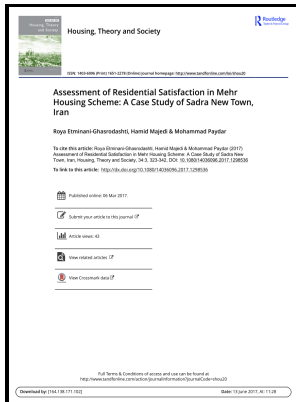 Housing, Theory
and Society
Housing, Theory and Society
Routledge
ISSN: 1403-6096 (Print) 1651-2278 (Online) Journal homepage: http://www.tandfonline.com/loi/shou20
Assessment of Residential Satisfaction in Mehr
Housing Scheme: A Case Study of Sadra New Town,
Iran
Roya Etminani-Ghasrodashti, Hamid Majedi & Mohammad Paydar
To cite this article: Roya Etminani-Ghasrodashti, Hamid Majedi & Mohammad Paydar (2017)
Assessment of Residential Satisfaction in Mehr Housing Scheme: A Case Study of Sadra New
Town, Iran, Housing, Theory and Society, 34:3, 323-342, DOI: 10.1080/14036096.2017.1298536
To link to this article: http://dx.doi.org/10.1080/14036096.2017.1298536
Published online: 06 Mar 2017.
Submit your article to this journal
Article views: 43
View related articles
View Crossmark data
Full Terms & Conditions of access and use can be found at
http://www.tandfonline.com/action/journalInformation?journalCode=shou20
Download by: [164.138.171.102]
Date: 13 June 2017, At: 11:28